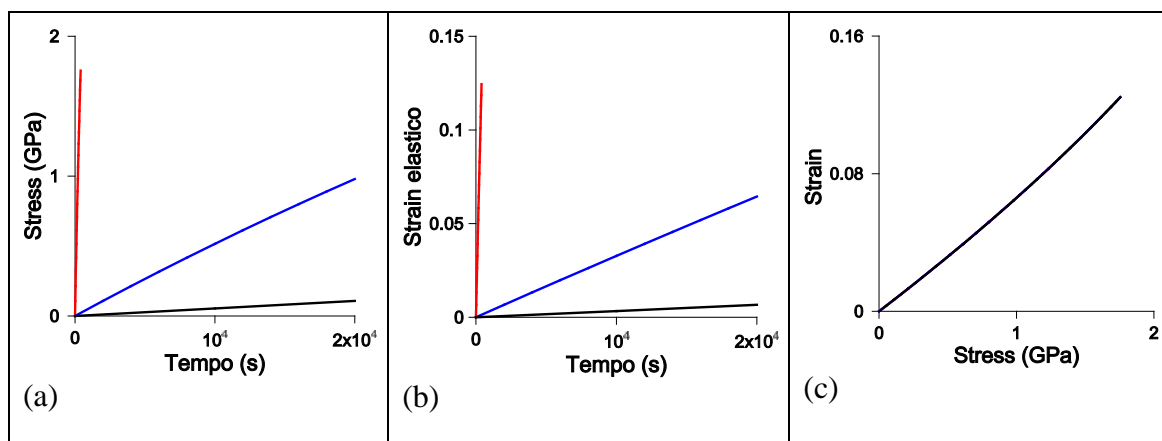 2
1
0
Stress (GPa)
0
10⁴
2x10⁴
Tempo (s)
(a)
0.15
0.1
0.05
0
Strain elastico
0
10⁴
2x10⁴
Tempo (s)
(b)
0.16
0.08
0
Strain
0
1
2
Stress (GPa)
(c)